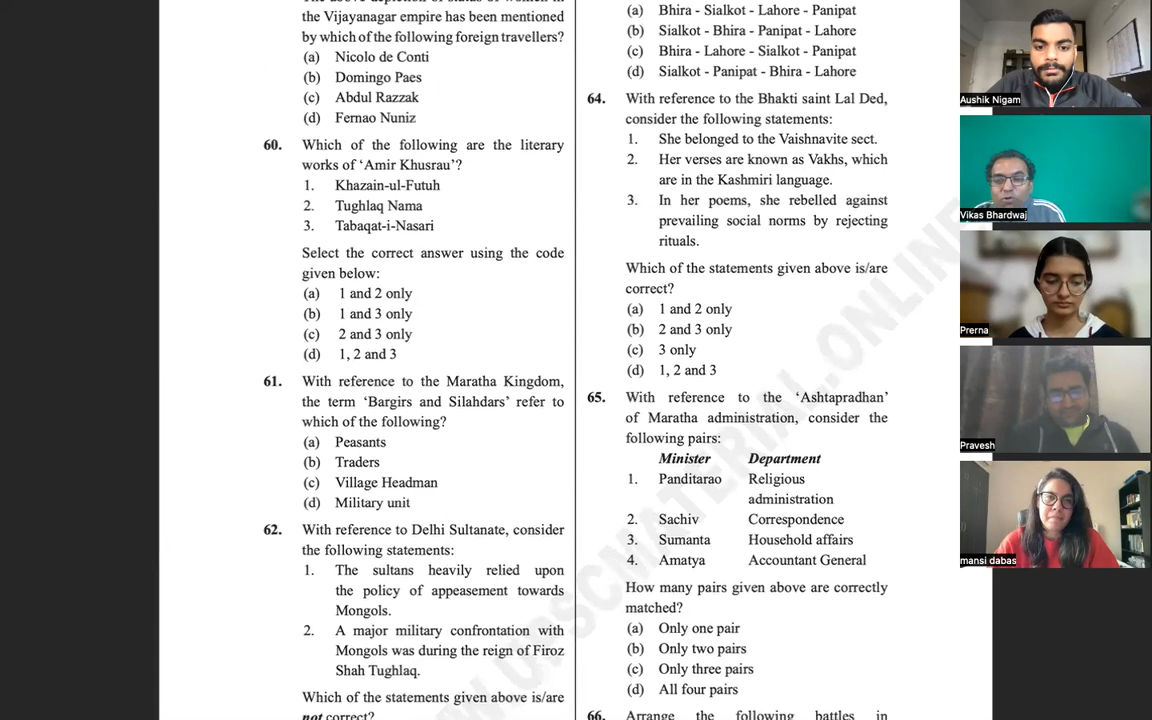 the Vijayanagar empire has been mentioned
by which of the following foreign travellers?
(a) Nicolo de Conti
(b) Domingo Paes
(c) Abdul Razzak
(d) Fernao Nuniz
60. Which of the following are the literary
works of ‘Amir Khusrau’?
1. Khazain-ul-Futuh
2. Tughlaq Nama
3. Tabaqat-i-Nasari
Select the correct answer using the code
given below:
(a) 1 and 2 only
(b) 1 and 3 only
(c) 2 and 3 only
(d) 1, 2 and 3
61. With reference to the Maratha Kingdom,
the term ‘Bargirs and Silahdars’ refer to
which of the following?
(a) Peasants
(b) Traders
(c) Village Headman
(d) Military unit
62. With reference to Delhi Sultanate, consider
the following statements:
1. The sultans heavily relied upon
the policy of appeasement towards
Mongols.
2. A major military confrontation with
Mongols was during the reign of Firoz
Shah Tughlaq.
Which of the statements given above is/are
not correct?
(a) Bhira - Sialkot - Lahore - Panipat
(b) Sialkot - Bhira - Panipat - Lahore
(c) Bhira - Lahore - Sialkot - Panipat
(d) Sialkot - Panipat - Bhira - Lahore
64. With reference to the Bhakti saint Lal Ded,
consider the following statements:
1. She belonged to the Vaishnavite sect.
2. Her verses are known as Vakhs, which
are in the Kashmiri language.
3. In her poems, she rebelled against
prevailing social norms by rejecting
rituals.
Which of the statements given above is/are
correct?
(a) 1 and 2 only
(b) 2 and 3 only
(c) 3 only
(d) 1, 2 and 3
65. With reference to the ‘Ashtapradhan’
of Maratha administration, consider the
following pairs:
Minister Department
1. Panditarao Religious
administration
2. Sachiv Correspondence
3. Sumanta Household affairs
4. Amatya Accountant General
How many pairs given above are correctly
matched?
(a) Only one pair
(b) Only two pairs
(c) Only three pairs
(d) All four pairs
66. Arrange the following battles in
W.UPSCMATERIAL.ONLINE
Aushik Nigam
Vikas Bhardwaj
Prerna
Pravesh
mansi dabas